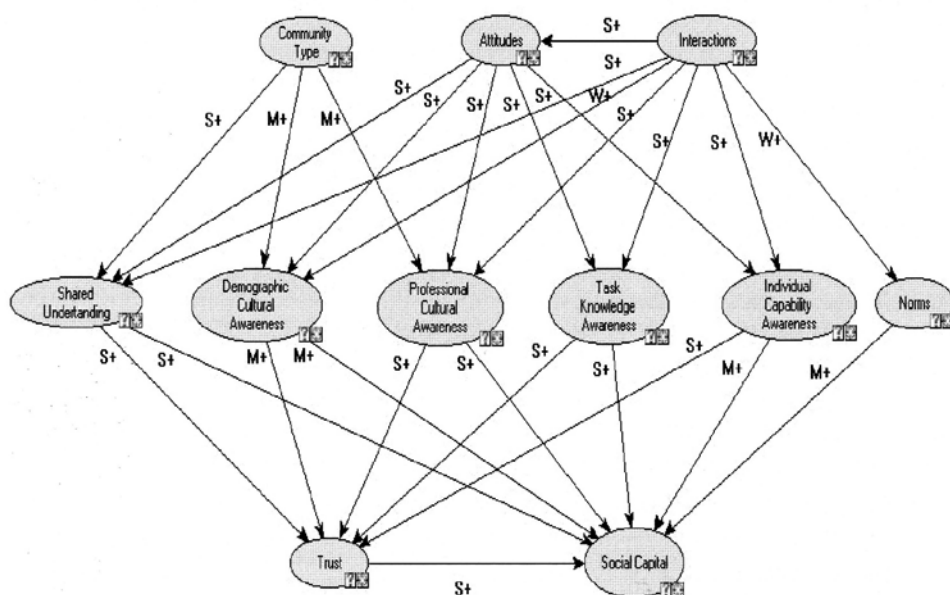 Community
Type
Attitudes
Interactions
S+
S+
S+
M+
M+
S+
S+
S+
S+
S+
W+
S+
S+
S+
W+
Shared
Undertanding
Demographic
Cultural
Awareness
Professional
Cultural
Awareness
Task
Knowledge
Awareness
Individual
Capability
Awareness
Norms
S+
S+
M+
M+
S+
S+
S+
S+
S+
M+
M+
Trust
Social Capital
S+